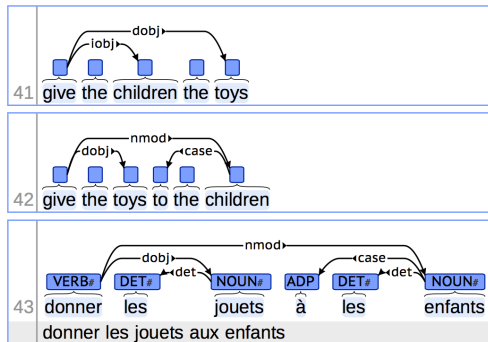 dobj
iobj
41 give the children the toys
nmod
dobj case
42 give the toys to the children
nmod
dobj case
det det
VERB# DET# NOUN# ADP DET# NOUN#
43 donner les jouets à les enfants
donner les jouets aux enfants